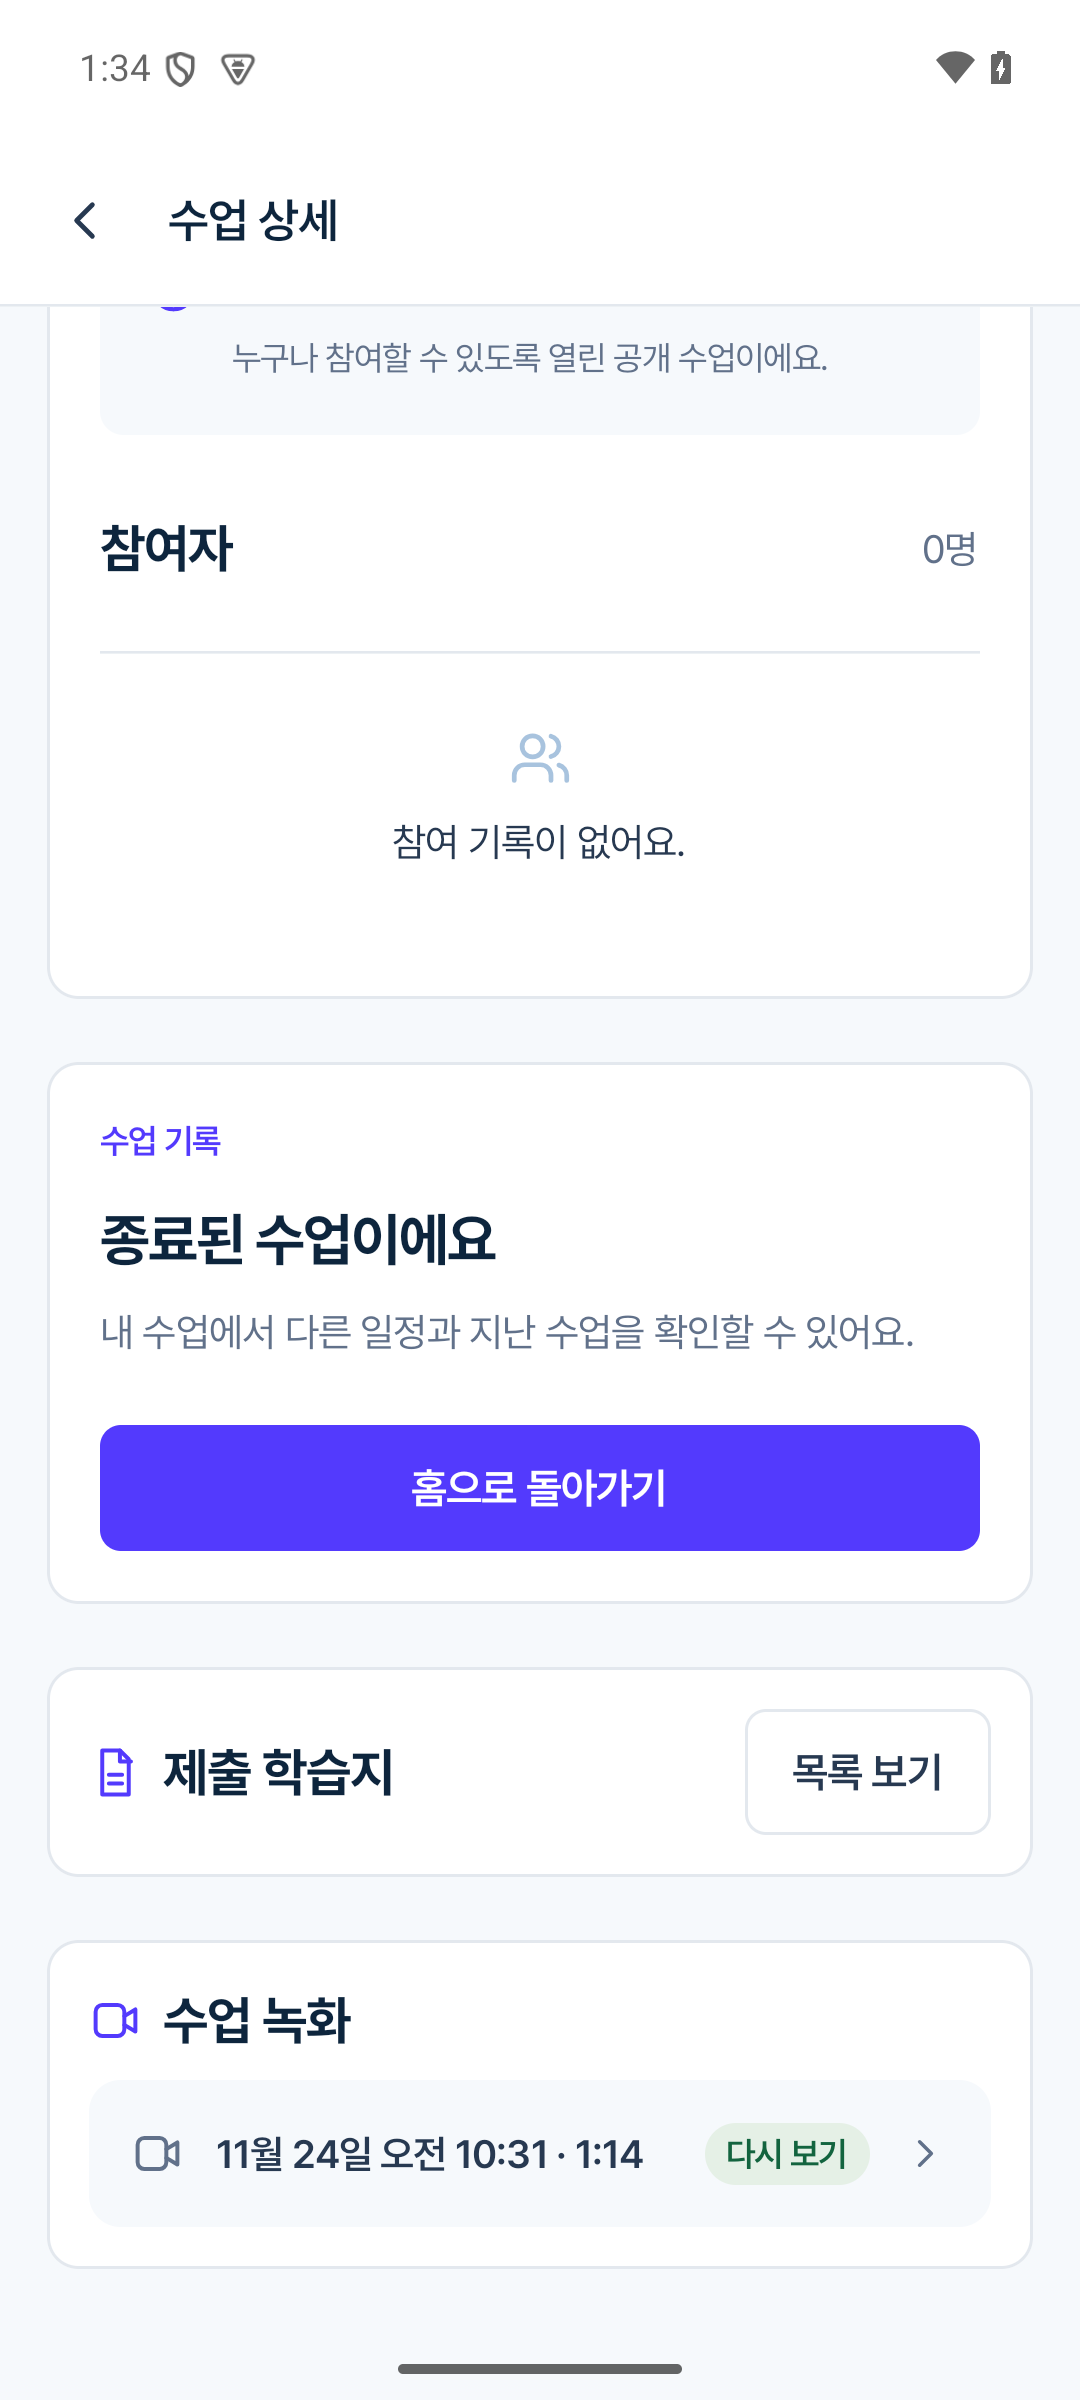 1:34
수업 상세
누구나 참여할 수 있도록 열린 공개 수업이에요.
참여자
0명
참여 기록이 없어요.
수업 기록
종료된 수업이에요
내 수업에서 다른 일정과 지난 수업을 확인할 수 있어요.
홈으로 돌아가기
제출 학습지
목록 보기
수업 녹화
11월 24일 오전 10:31 · 1:14
다시 보기